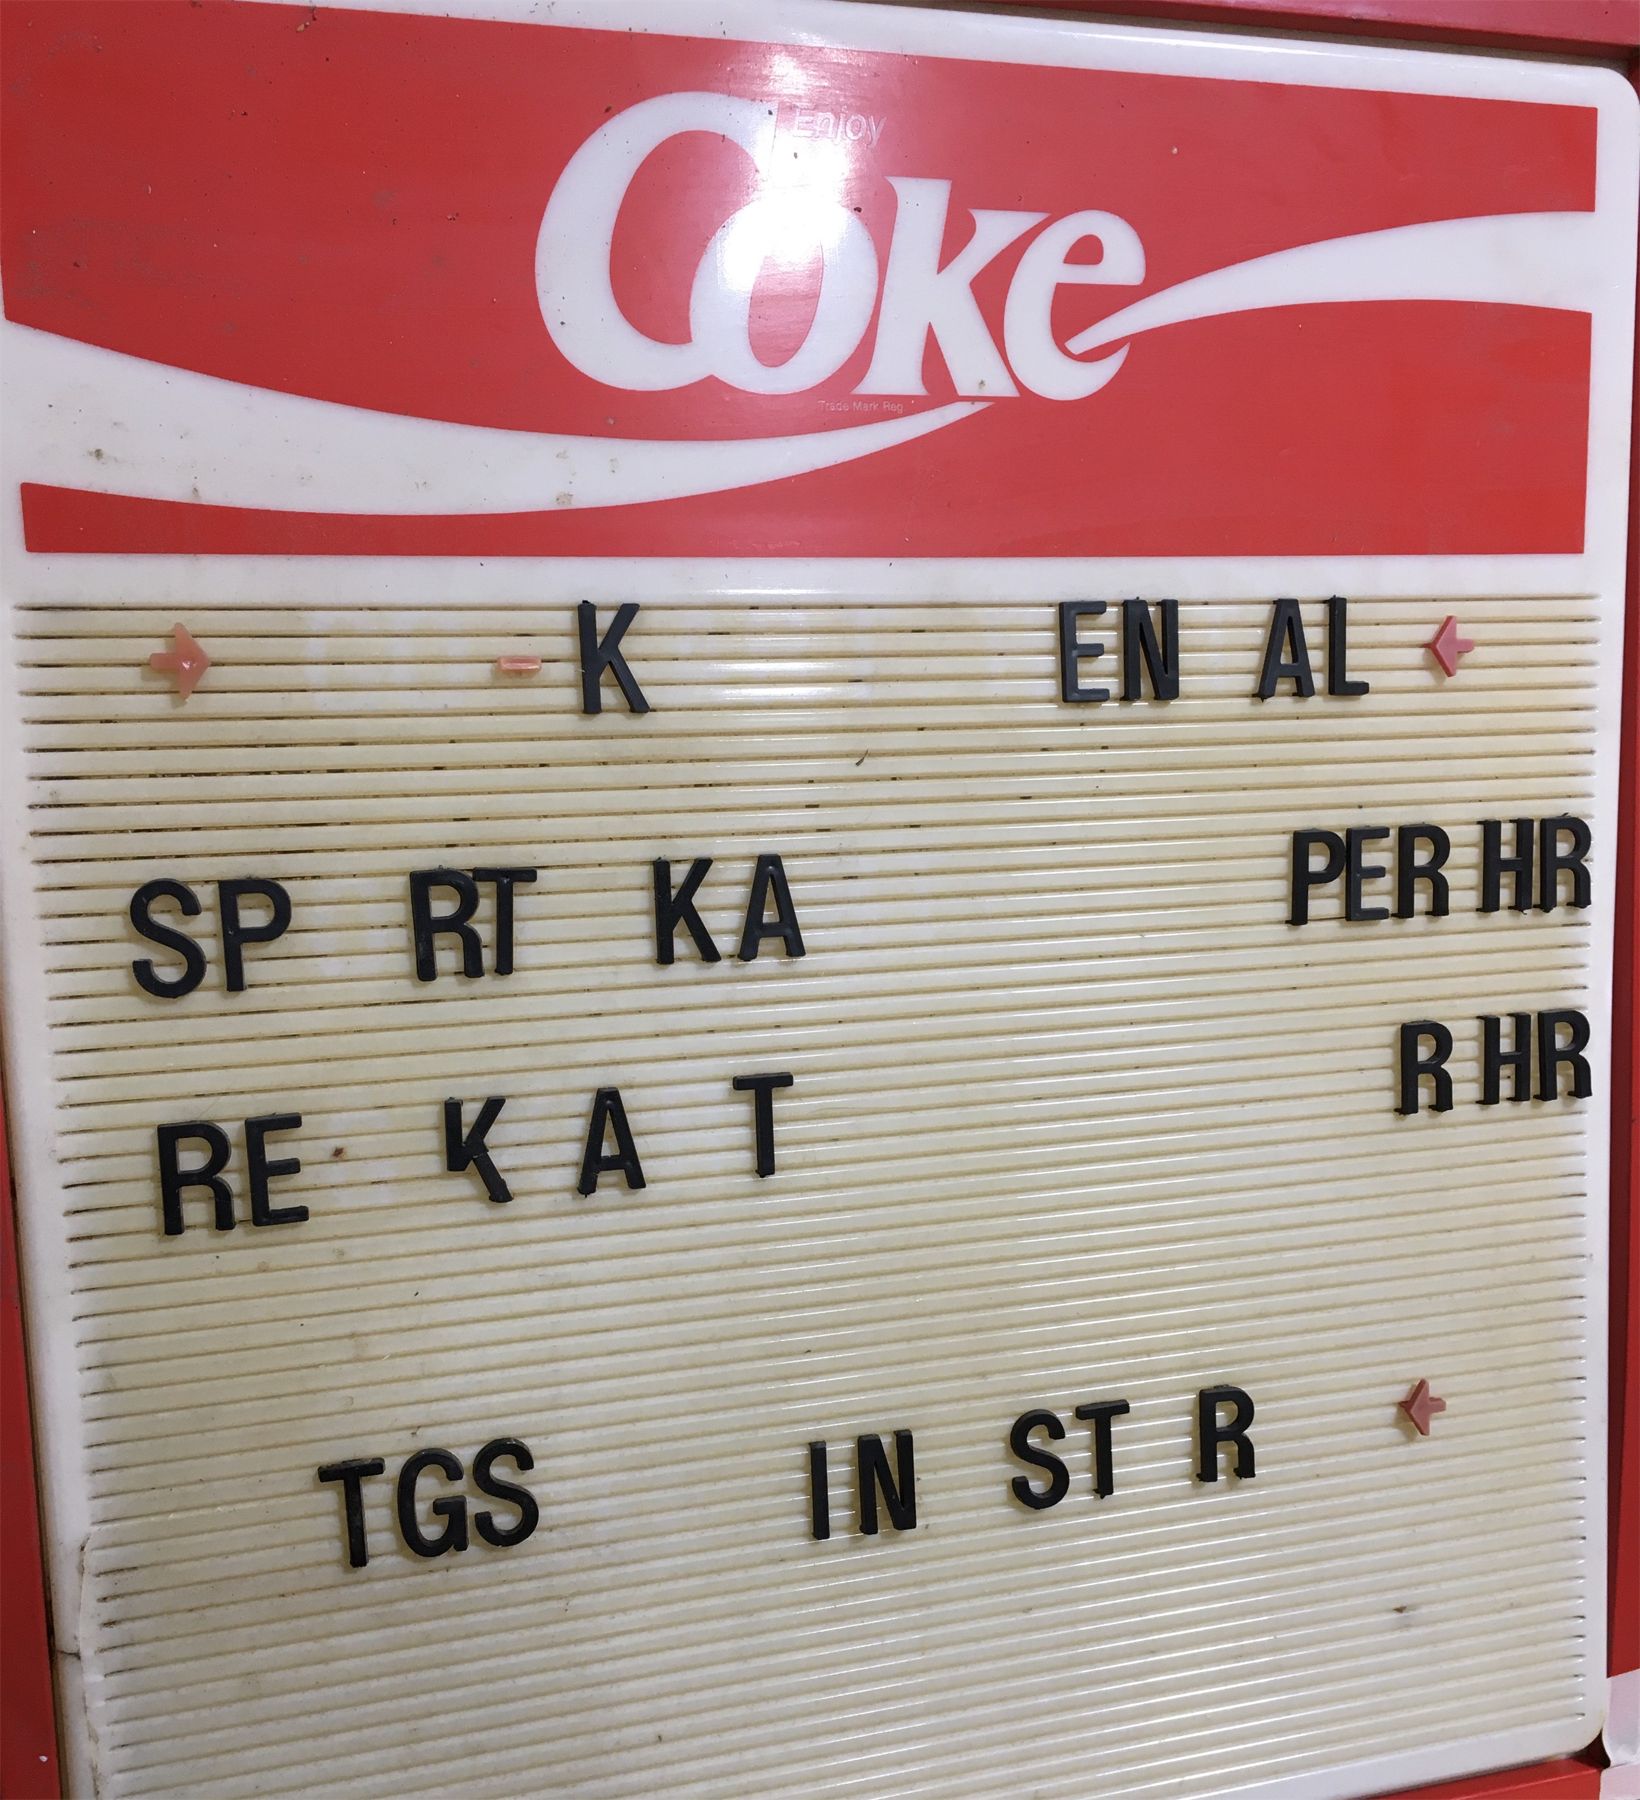 Enjoy
Coke
Trade Mark Reg
- K EN AL
SP RT KA PER HR
RE K A T R HR
TGS IN ST R